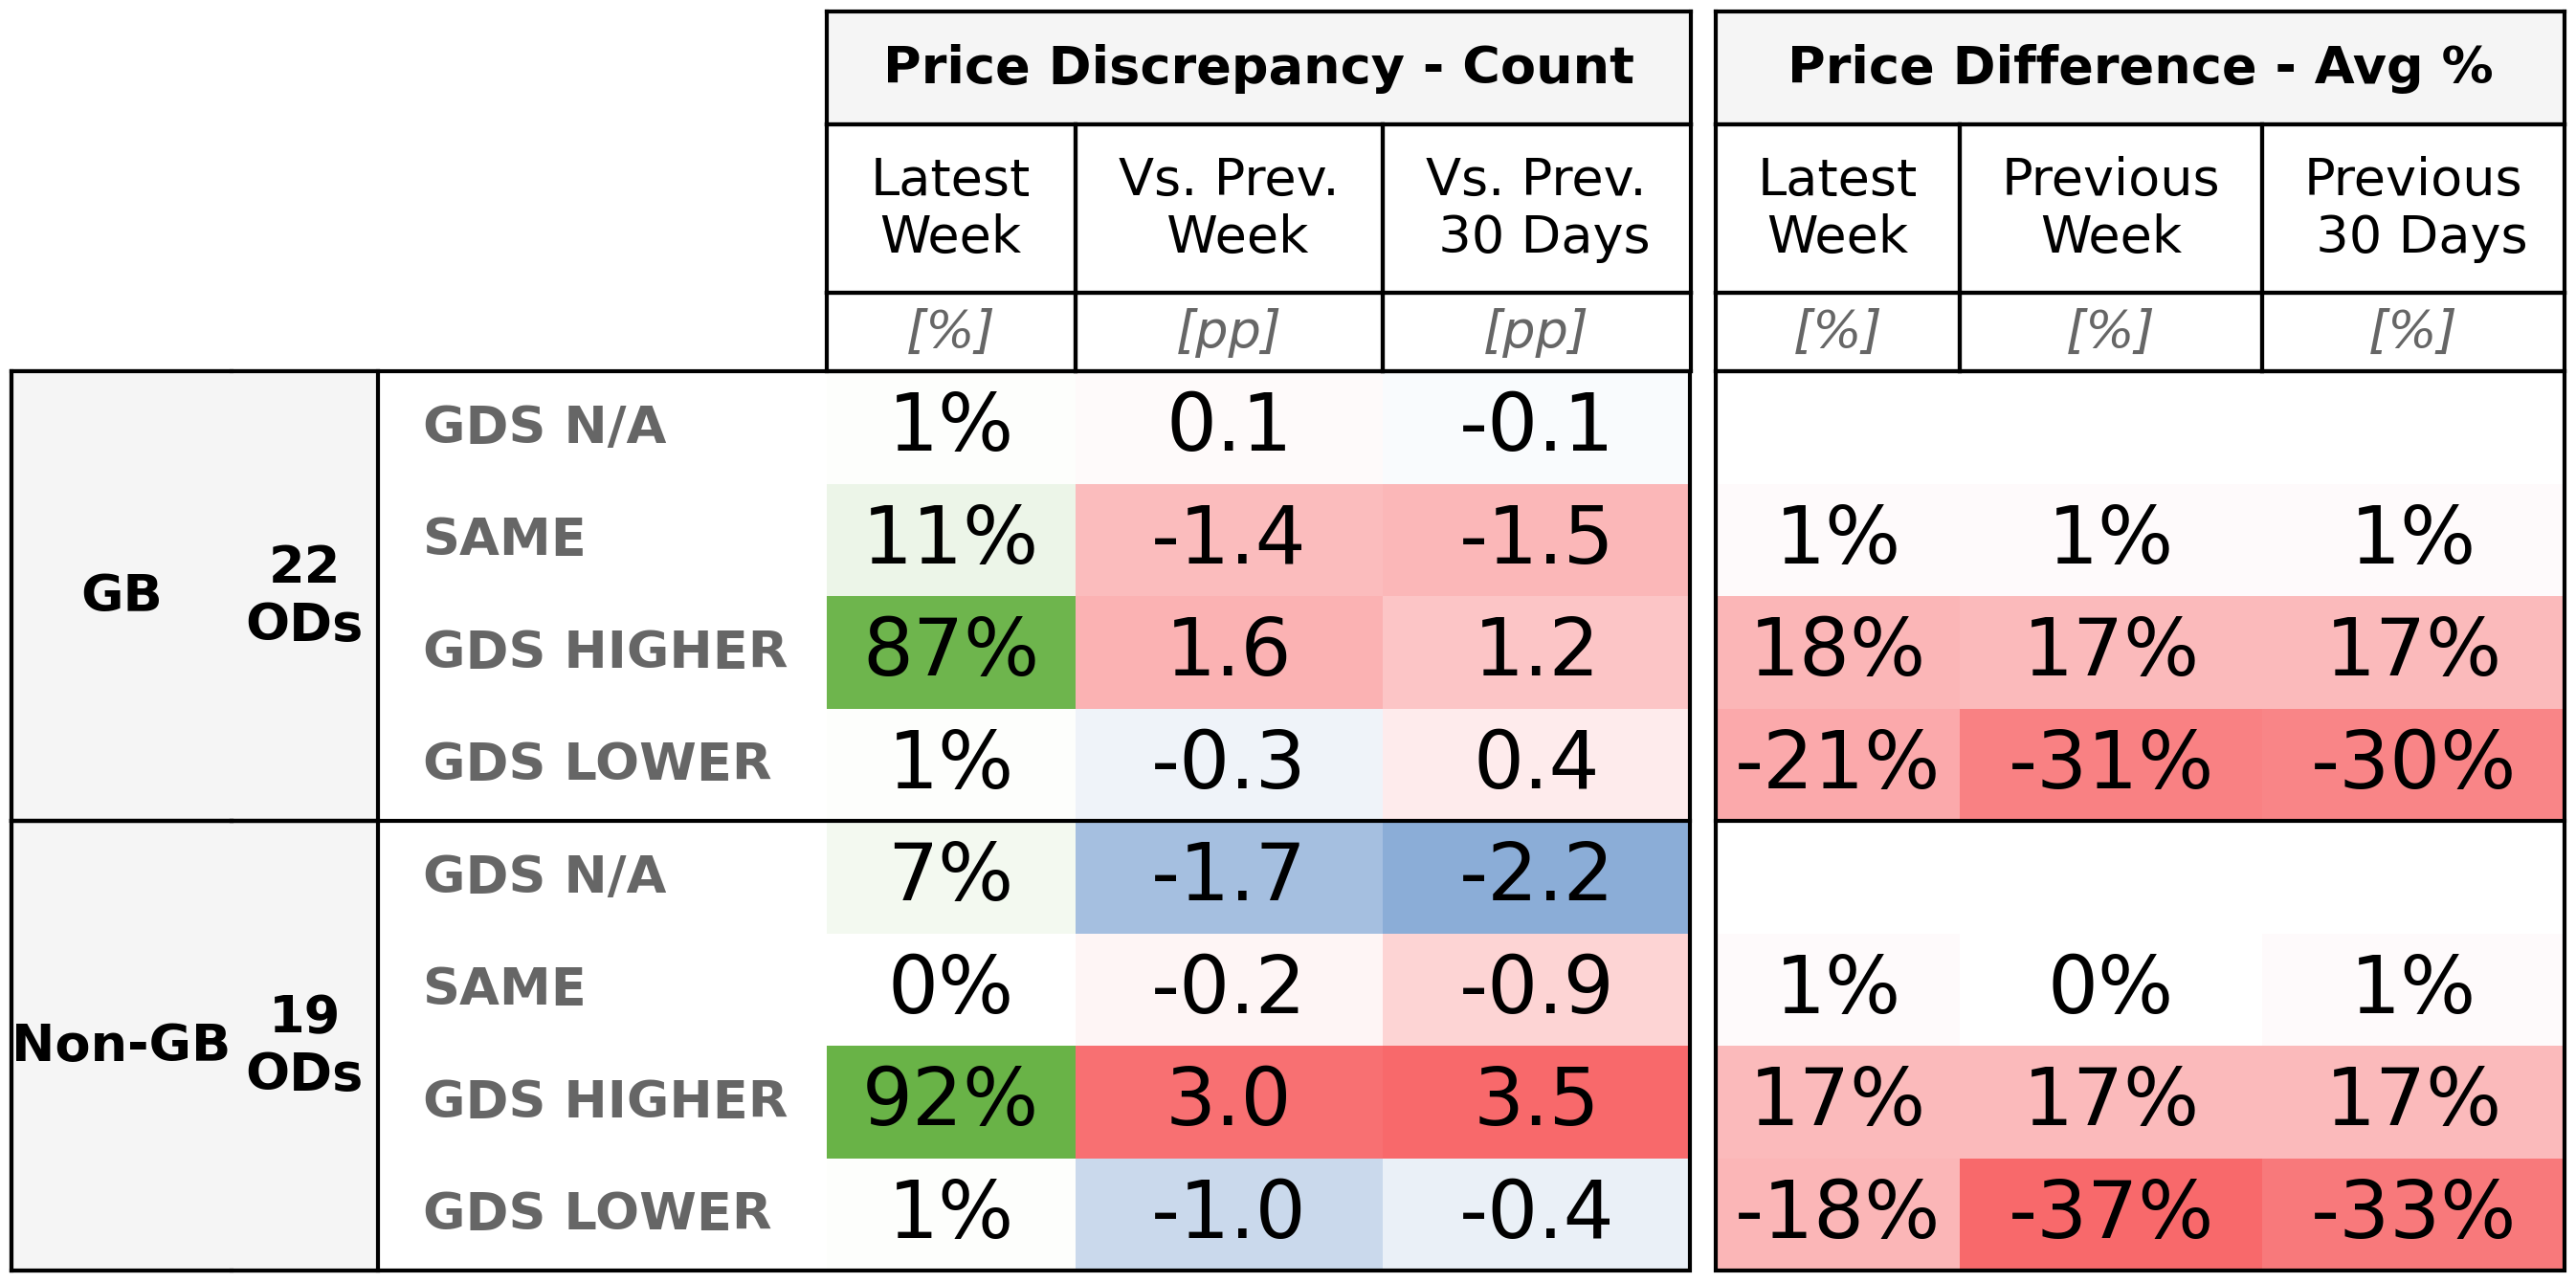 Price Discrepancy - Count Price Difference - Avg %
Latest Week Vs. Prev. Week Vs. Prev. 30 Days Latest Week Previous Week Previous 30 Days
[%] [pp] [pp] [%] [%] [%]
GB 22 ODs
GDS N/A 1% 0.1 -0.1
SAME 11% -1.4 -1.5 1% 1% 1%
GDS HIGHER 87% 1.6 1.2 18% 17% 17%
GDS LOWER 1% -0.3 0.4 -21% -31% -30%
Non-GB 19 ODs
GDS N/A 7% -1.7 -2.2
SAME 0% -0.2 -0.9 1% 0% 1%
GDS HIGHER 92% 3.0 3.5 17% 17% 17%
GDS LOWER 1% -1.0 -0.4 -18% -37% -33%